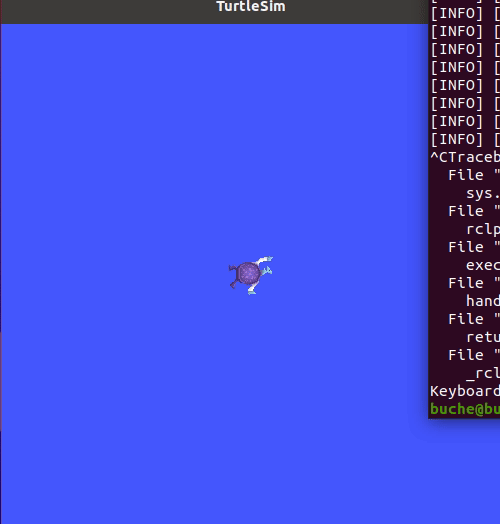 TurtleSim
[INFO] [
[INFO] [
[INFO] [
[INFO] [
[INFO] [
[INFO] [
[INFO] [
[INFO] [
^CTraceb
File "
sys.
File "
rclp
File "
exec
File "
hand
File "
retu
File "
_rcl
Keyboard
buche@bu